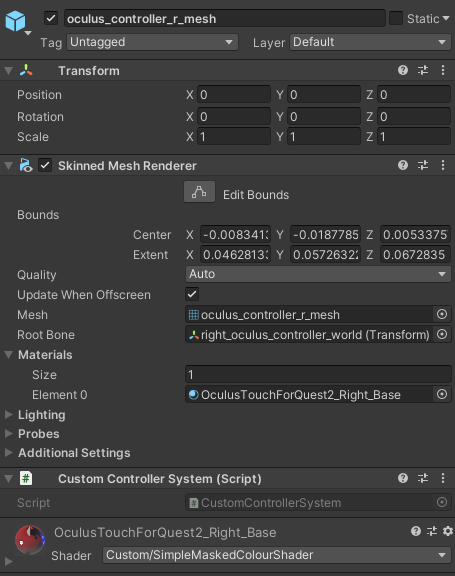 oculus_controller_r_mesh Static
Tag Untagged Layer Default
Transform
Position X 0 Y 0 Z 0
Rotation X 0 Y 0 Z 0
Scale X 1 Y 1 Z 1
Skinned Mesh Renderer
Edit Bounds
Bounds
Center X -0.0083413 Y -0.0187785 Z 0.0053375
Extent X 0.0462813 Y 0.0572632 Z 0.0672835
Quality Auto
Update When Offscreen
Mesh oculus_controller_r_mesh
Root Bone right_oculus_controller_world (Transform)
Materials
Size 1
Element 0 OculusTouchForQuest2_Right_Base
Lighting
Probes
Additional Settings
# Custom Controller System (Script)
Script # CustomControllerSystem
OculusTouchForQuest2_Right_Base
Shader Custom/SimpleMaskedColourShader